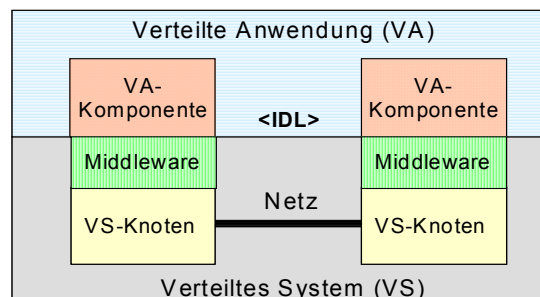 Verteilte Anwendung (VA)
VA-
Komponente
VA-
Komponente
<IDL>
Middleware
Middleware
Netz
VS-Knoten
VS-Knoten
Verteiltes System (VS)